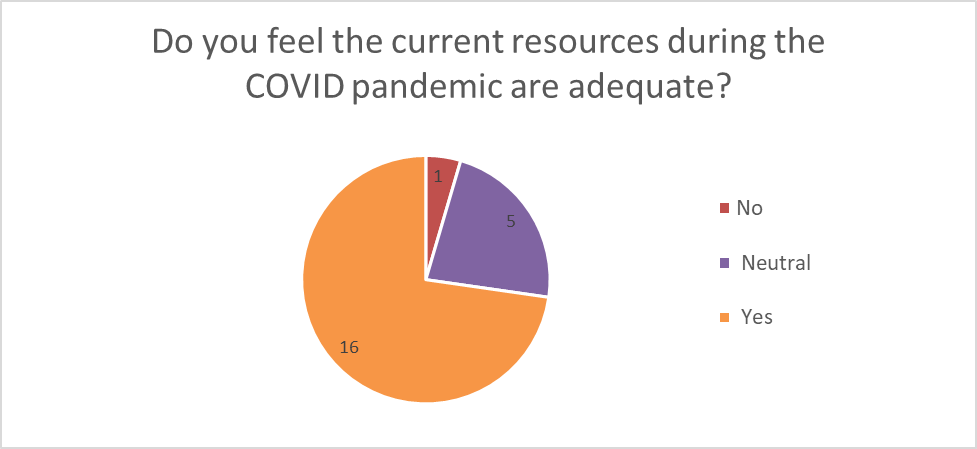 Do you feel the current resources during the
COVID pandemic are adequate?
1
5
16
No
Neutral
Yes